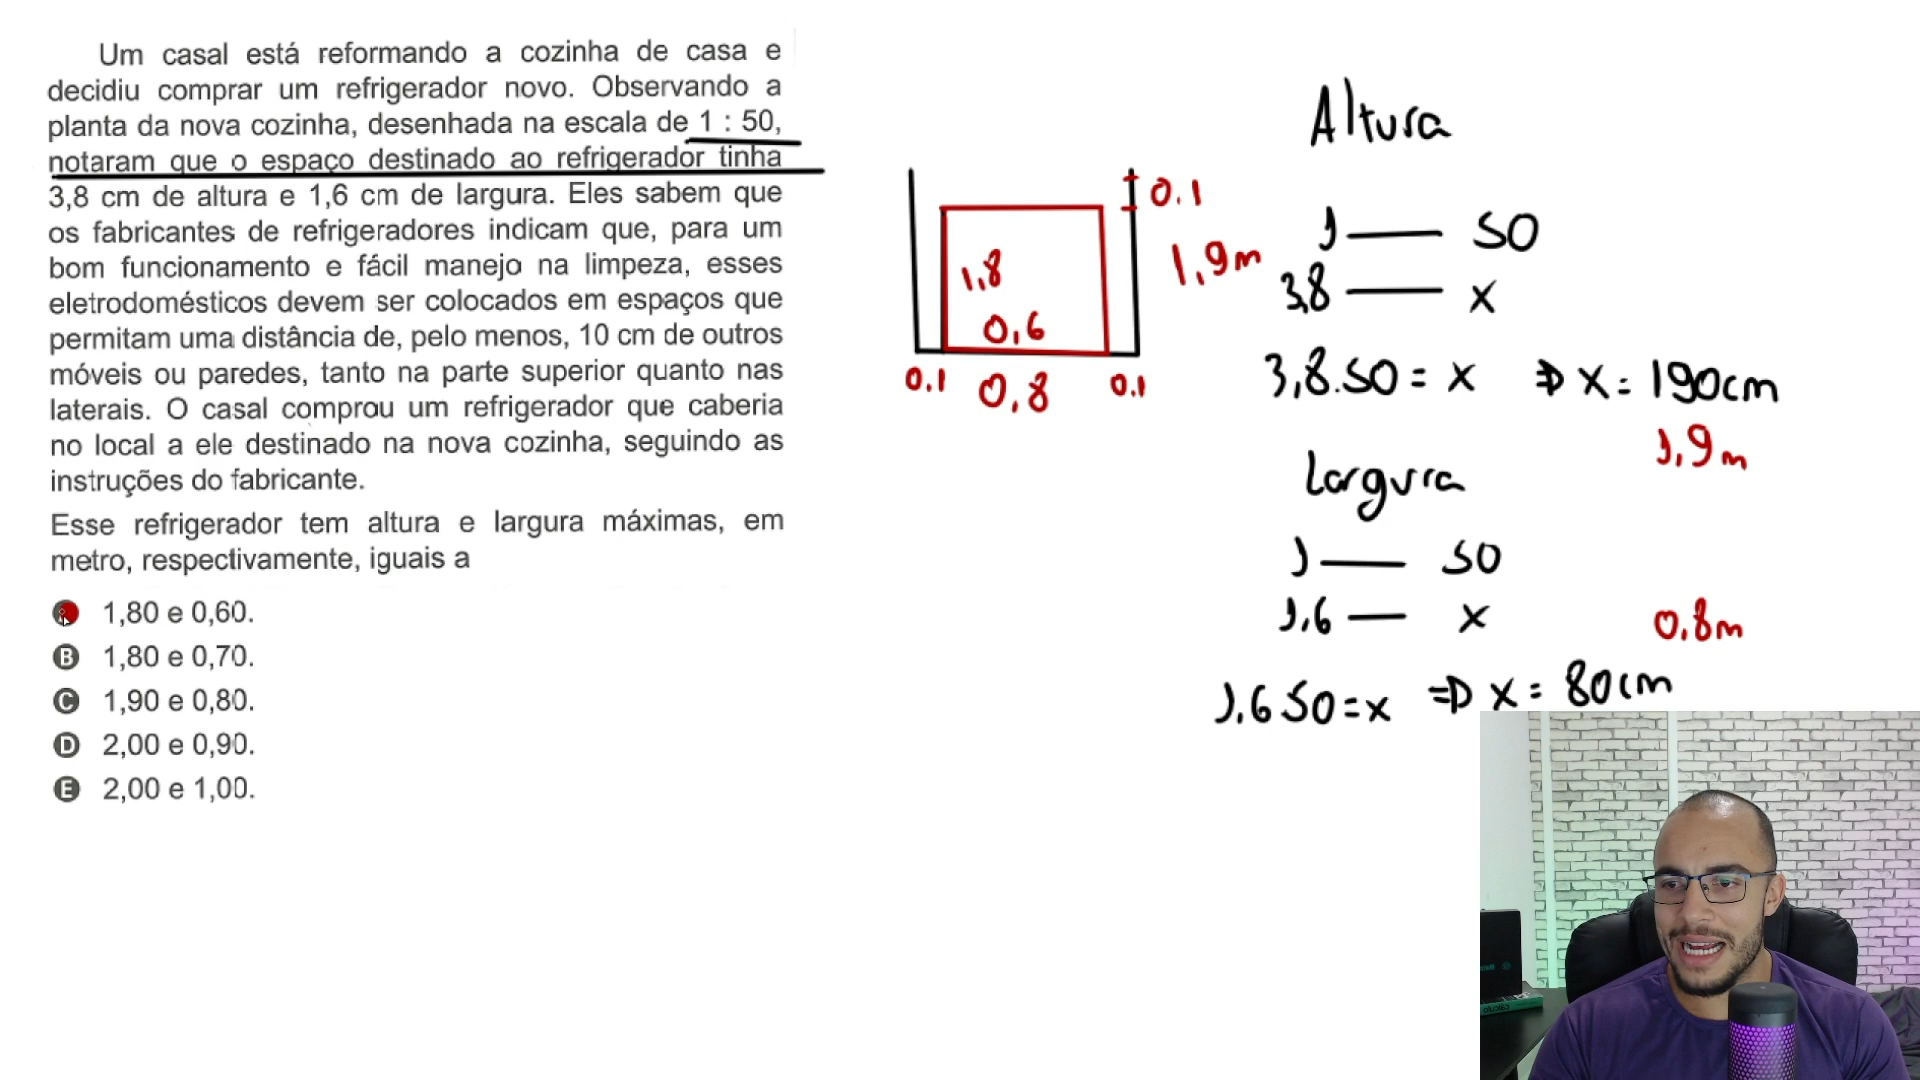 Um casal está reformando a cozinha de casa e
decidiu comprar um refrigerador novo. Observando a
planta da nova cozinha, desenhada na escala de 1 : 50,
notaram que o espaço destinado ao refrigerador tinha
3,8 cm de altura e 1,6 cm de largura. Eles sabem que
os fabricantes de refrigeradores indicam que, para um
bom funcionamento e fácil manejo na limpeza, esses
eletrodomésticos devem ser colocados em espaços que
permitam uma distância de, pelo menos, 10 cm de outros
móveis ou paredes, tanto na parte superior quanto nas
laterais. O casal comprou um refrigerador que caberia
no local a ele destinado na nova cozinha, seguindo as
instruções do fabricante.
Esse refrigerador tem altura e largura máximas, em
metro, respectivamente, iguais a
1,80 e 0,60.
B 1,80 e 0,70.
C 1,90 e 0,80.
D 2,00 e 0,90.
E 2,00 e 1,00.
0.1
1,9m
1,8
0,6
0.1 0,8 0.1
Altura
1 — 50
3,8 — x
3,8.50 = x ⇒ x = 190cm
1,9m
Largura
1 — 50
1,6 — x
0,8m
1,6 50 = x ⇒ x = 80cm